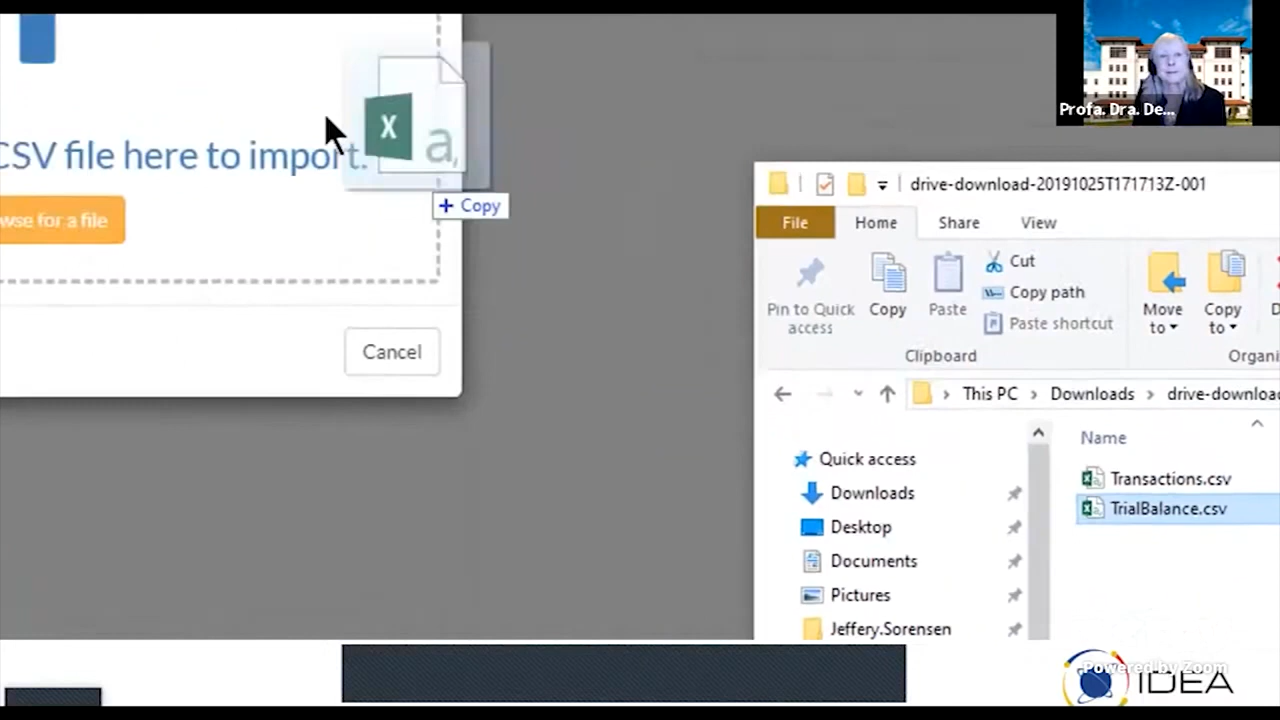 Profa. Dra. De...
CSV file here to import.
X
a,
+ Copy
wse for a file
Cancel
drive-download-20191025T171713Z-001
File
Home
Share
View
Pin to Quick
access
Copy
Paste
Cut
Copy path
Paste shortcut
Move
to
Copy
to
Clipboard
Organi
This PC
Downloads
drive-download
Name
Quick access
Downloads
Desktop
Documents
Pictures
Jeffery.Sorensen
Transactions.csv
TrialBalance.csv
Powered by Zoom
IDEA